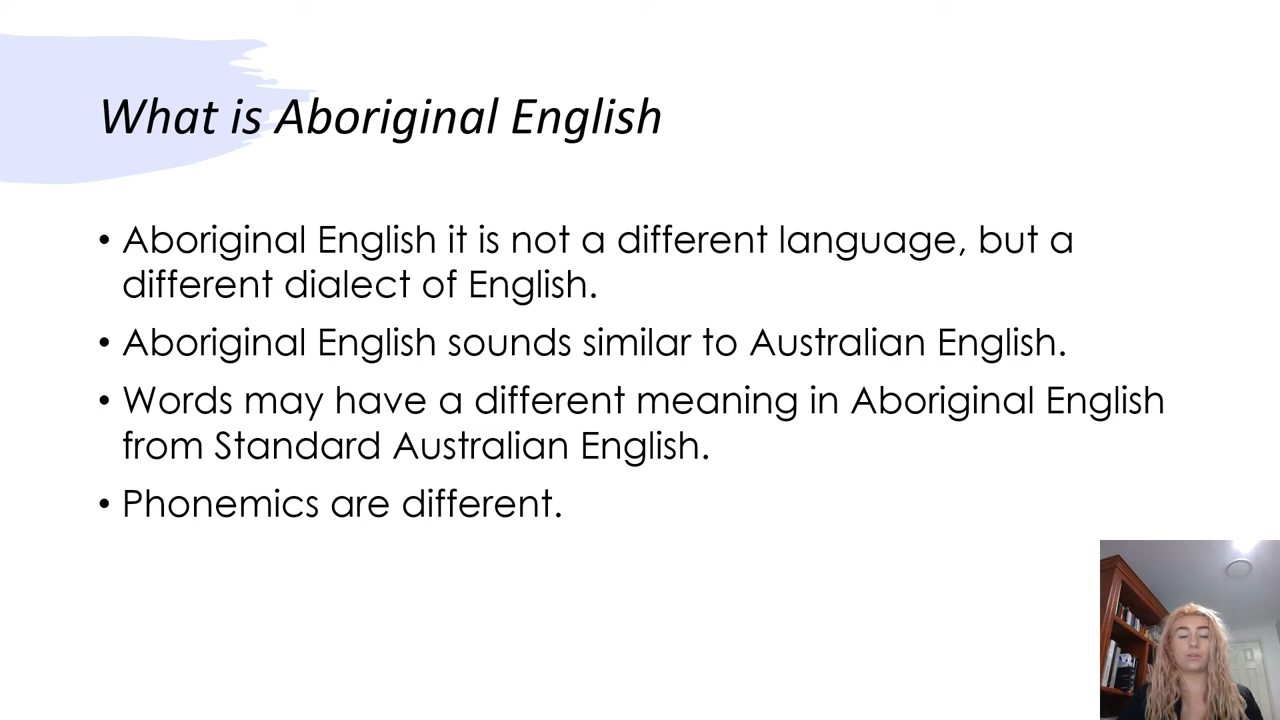 What is Aboriginal English
• Aboriginal English it is not a different language, but a
different dialect of English.
• Aboriginal English sounds similar to Australian English.
• Words may have a different meaning in Aboriginal English
from Standard Australian English.
• Phonemics are different.